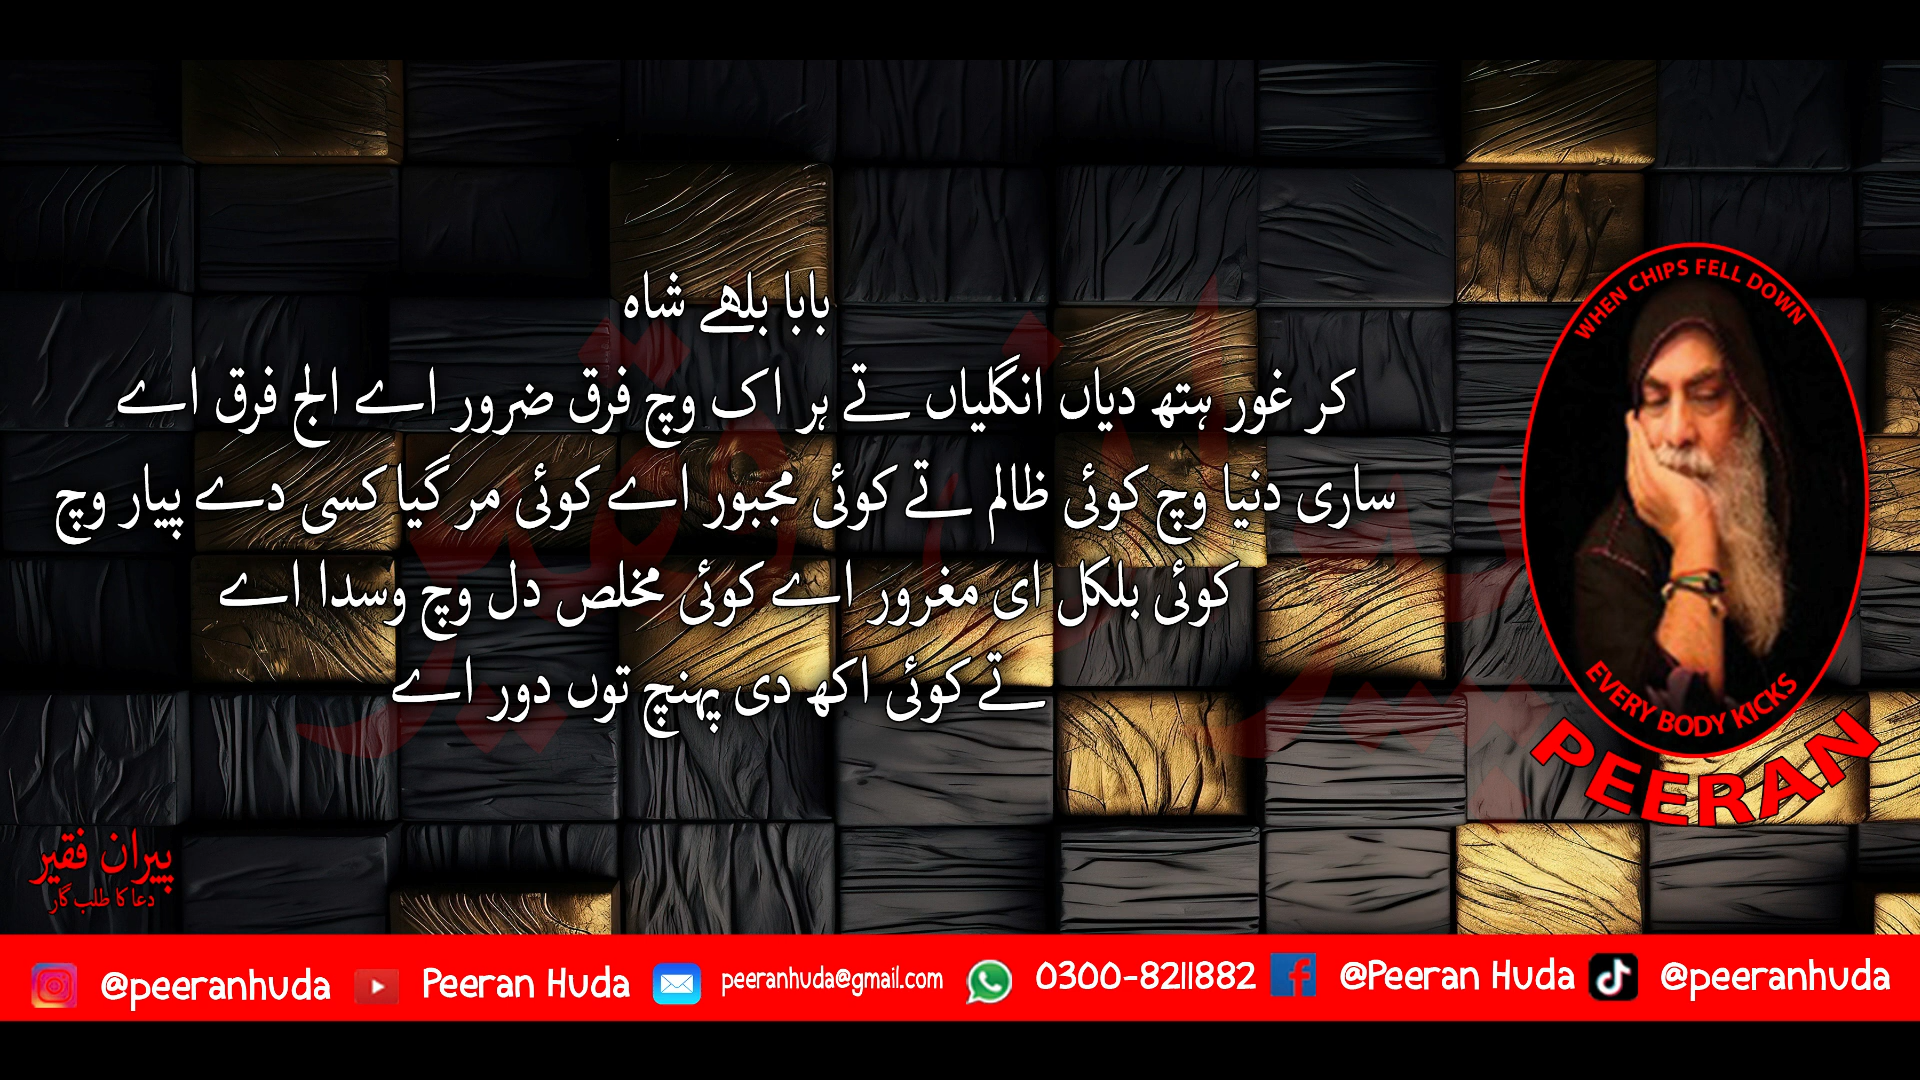 بابا بلھے شاہ
کر غور ہتھ دیاں انگلیاں تے ہر اک وچ فرق ضرور اے الج فرق اے
ساری دنیا وچ کوئی ظالم تے کوئی مجبور اے کوئی مر گیا کسی دے پیار وچ
کوئی بلکل ای مغرور اے کوئی مخلص دل وچ وسدا اے
تے کوئی اکھ دی پہنچ توں دور اے
WHEN CHIPS FELL DOWN
EVERY BODY KICKS
PEERAN
پیران فقیر
پیران فقیر
دعا کا طلب گار
@peeranhuda Peeran Huda peeranhuda@gmail.com 0300-8211882 @Peeran Huda @peeranhuda